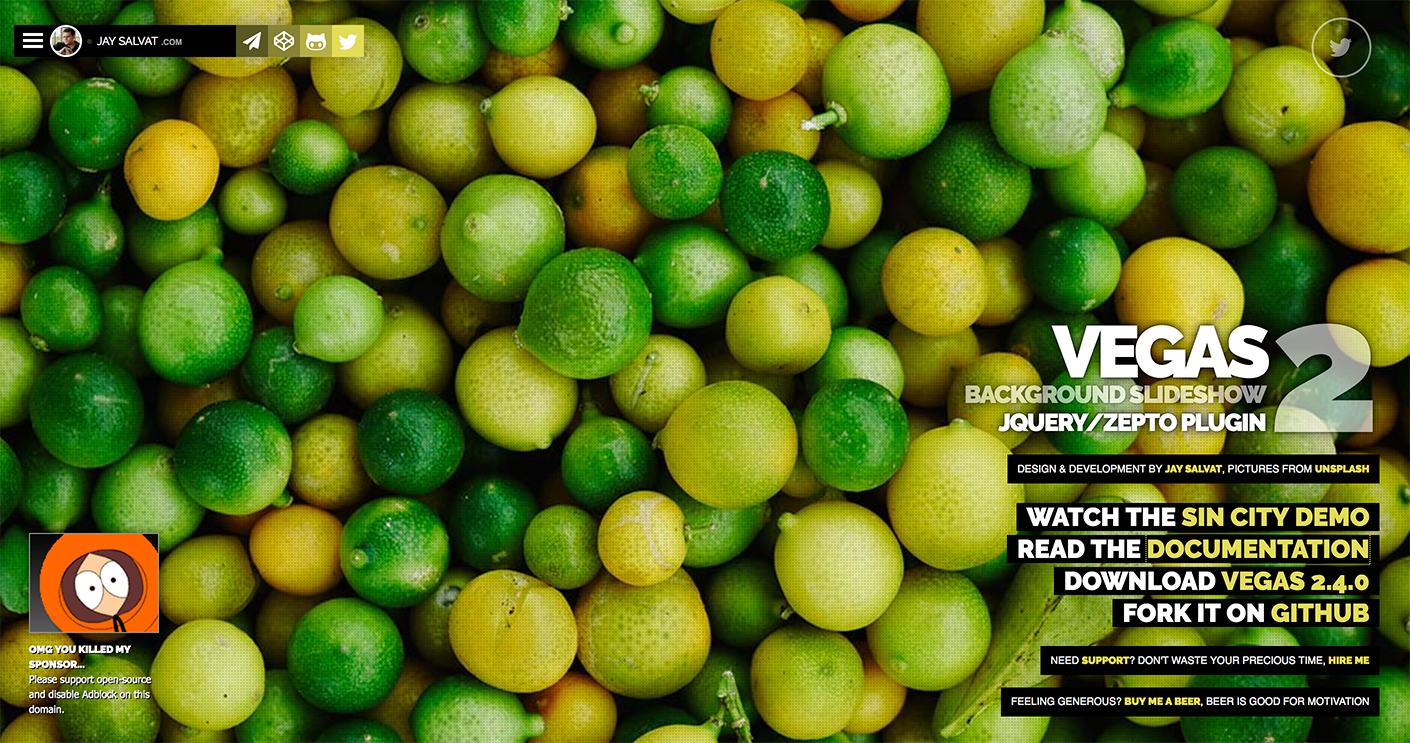 JAY SALVAT .COM
VEGAS 2
BACKGROUND SLIDESHOW
JQUERY/ZEPTO PLUGIN
DESIGN & DEVELOPMENT BY JAY SALVAT, PICTURES FROM UNSPLASH
WATCH THE SIN CITY DEMO
READ THE DOCUMENTATION
DOWNLOAD VEGAS 2.4.0
FORK IT ON GITHUB
NEED SUPPORT? DON'T WASTE YOUR PRECIOUS TIME, HIRE ME
FEELING GENEROUS? BUY ME A BEER, BEER IS GOOD FOR MOTIVATION
OMG YOU KILLED MY
SPONSOR...
Please support open-source
and disable Adblock on this
domain.